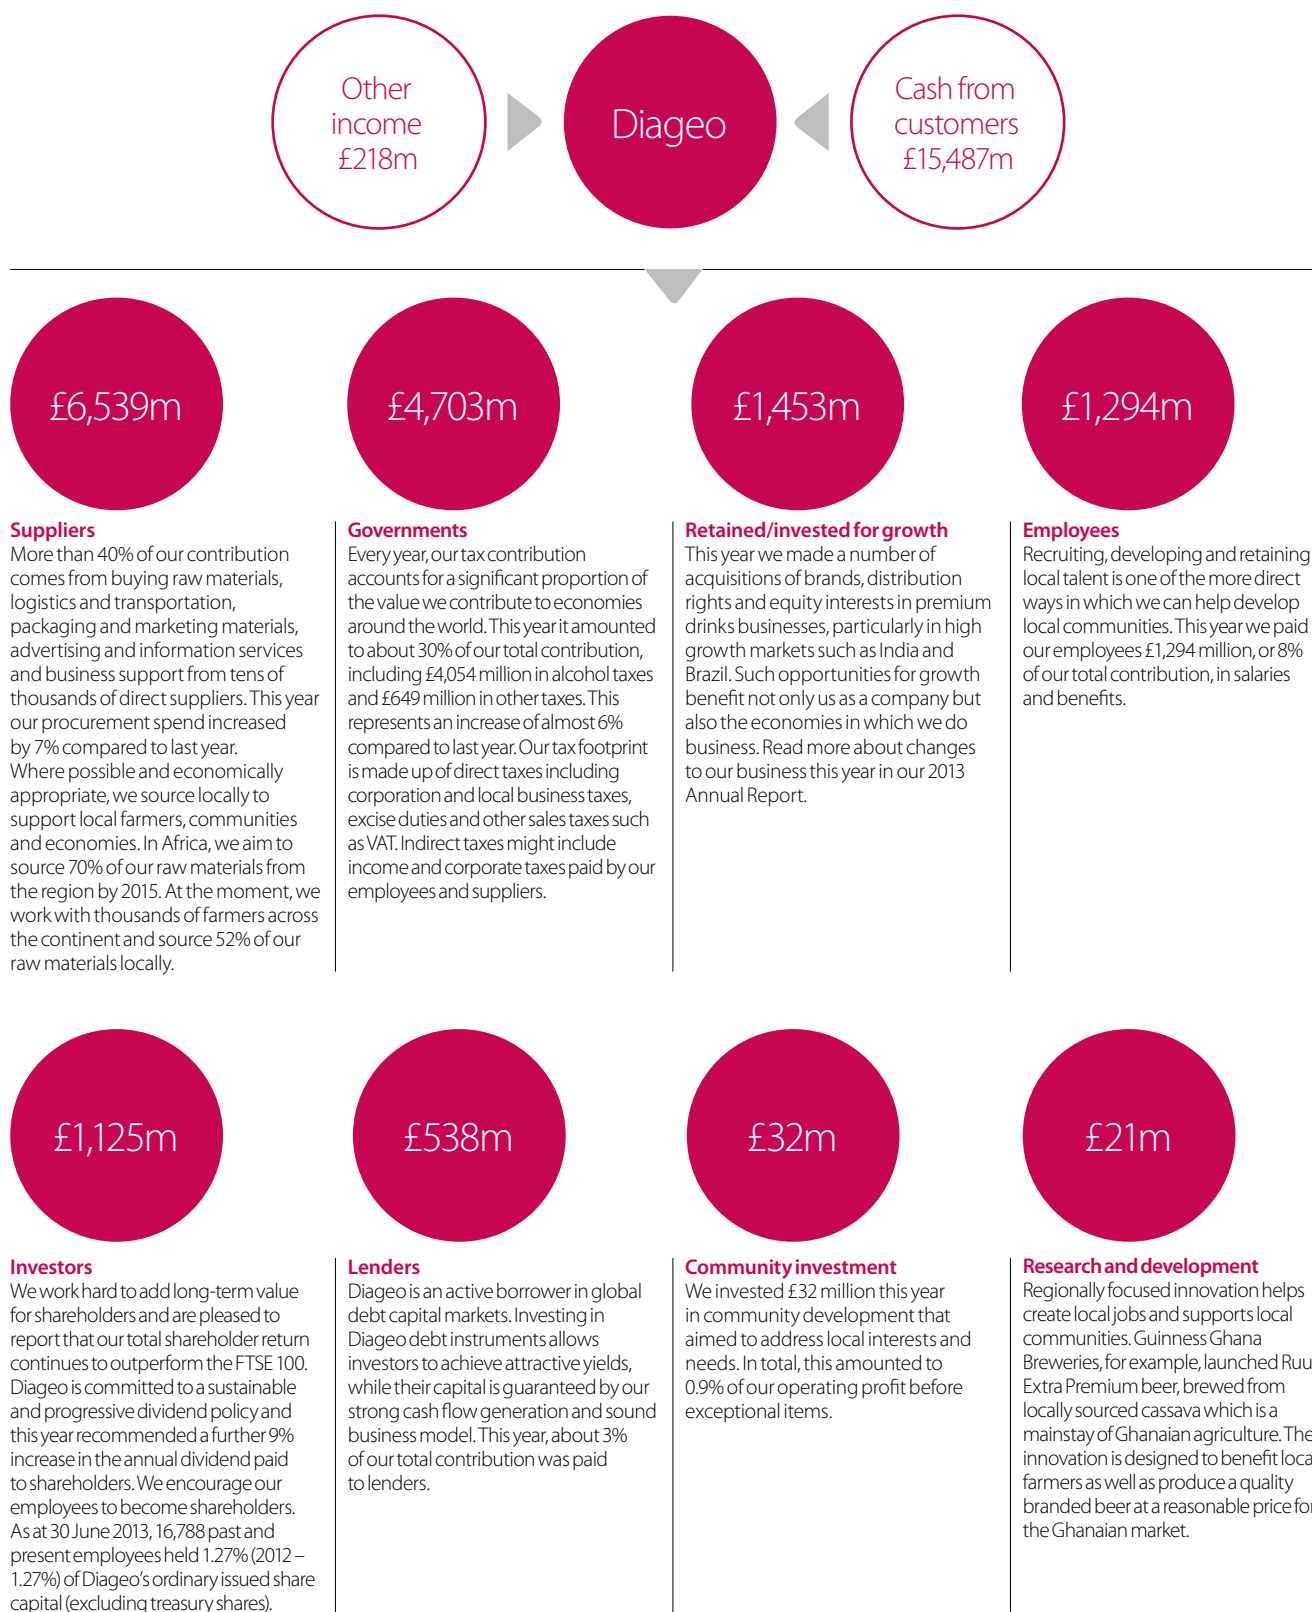 Other
income
£218m
Diageo
Cash from
customers
£15,487m
£6,539m
£4,703m
£1,453m
£1,294m
Suppliers
More than 40% of our contribution
comes from buying raw materials,
logistics and transportation,
packaging and marketing materials,
advertising and information services
and business support from tens of
thousands of direct suppliers. This year
our procurement spend increased
by 7% compared to last year.
Where possible and economically
appropriate, we source locally to
support local farmers, communities
and economies. In Africa, we aim to
source 70% of our raw materials from
the region by 2015. At the moment, we
work with thousands of farmers across
the continent and source 52% of our
raw materials locally.
Governments
Every year, our tax contribution
accounts for a significant proportion of
the value we contribute to economies
around the world. This year it amounted
to about 30% of our total contribution,
including £4,054 million in alcohol taxes
and £649 million in other taxes. This
represents an increase of almost 6%
compared to last year. Our tax footprint
is made up of direct taxes including
corporation and local business taxes,
excise duties and other sales taxes such
as VAT. Indirect taxes might include
income and corporate taxes paid by our
employees and suppliers.
Retained/invested for growth
This year we made a number of
acquisitions of brands, distribution
rights and equity interests in premium
drinks businesses, particularly in high
growth markets such as India and
Brazil. Such opportunities for growth
benefit not only us as a company but
also the economies in which we do
business. Read more about changes
to our business this year in our 2013
Annual Report.
Employees
Recruiting, developing and retaining
local talent is one of the more direct
ways in which we can help develop
local communities. This year we paid
our employees £1,294 million, or 8%
of our total contribution, in salaries
and benefits.
£1,125m
£538m
£32m
£21m
Investors
We work hard to add long-term value
for shareholders and are pleased to
report that our total shareholder return
continues to outperform the FTSE 100.
Diageo is committed to a sustainable
and progressive dividend policy and
this year recommended a further 9%
increase in the annual dividend paid
to shareholders. We encourage our
employees to become shareholders.
As at 30 June 2013, 16,788 past and
present employees held 1.27% (2012 –
1.27%) of Diageo's ordinary issued share
capital (excluding treasury shares).
Lenders
Diageo is an active borrower in global
debt capital markets. Investing in
Diageo debt instruments allows
investors to achieve attractive yields,
while their capital is guaranteed by our
strong cash flow generation and sound
business model. This year, about 3%
of our total contribution was paid
to lenders.
Community investment
We invested £32 million this year
in community development that
aimed to address local interests and
needs. In total, this amounted to
0.9% of our operating profit before
exceptional items.
Research and development
Regionally focused innovation helps
create local jobs and supports local
communities. Guinness Ghana
Breweries, for example, launched Ruu
Extra Premium beer, brewed from
locally sourced cassava which is a
mainstay of Ghanaian agriculture. The
innovation is designed to benefit loca
farmers as well as produce a quality
branded beer at a reasonable price for
the Ghanaian market.